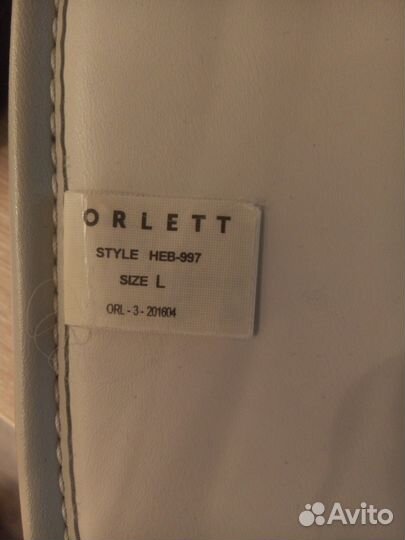 ORLETT
STYLE HEB-997
SIZE L
ORL - 3 - 201604
Avito